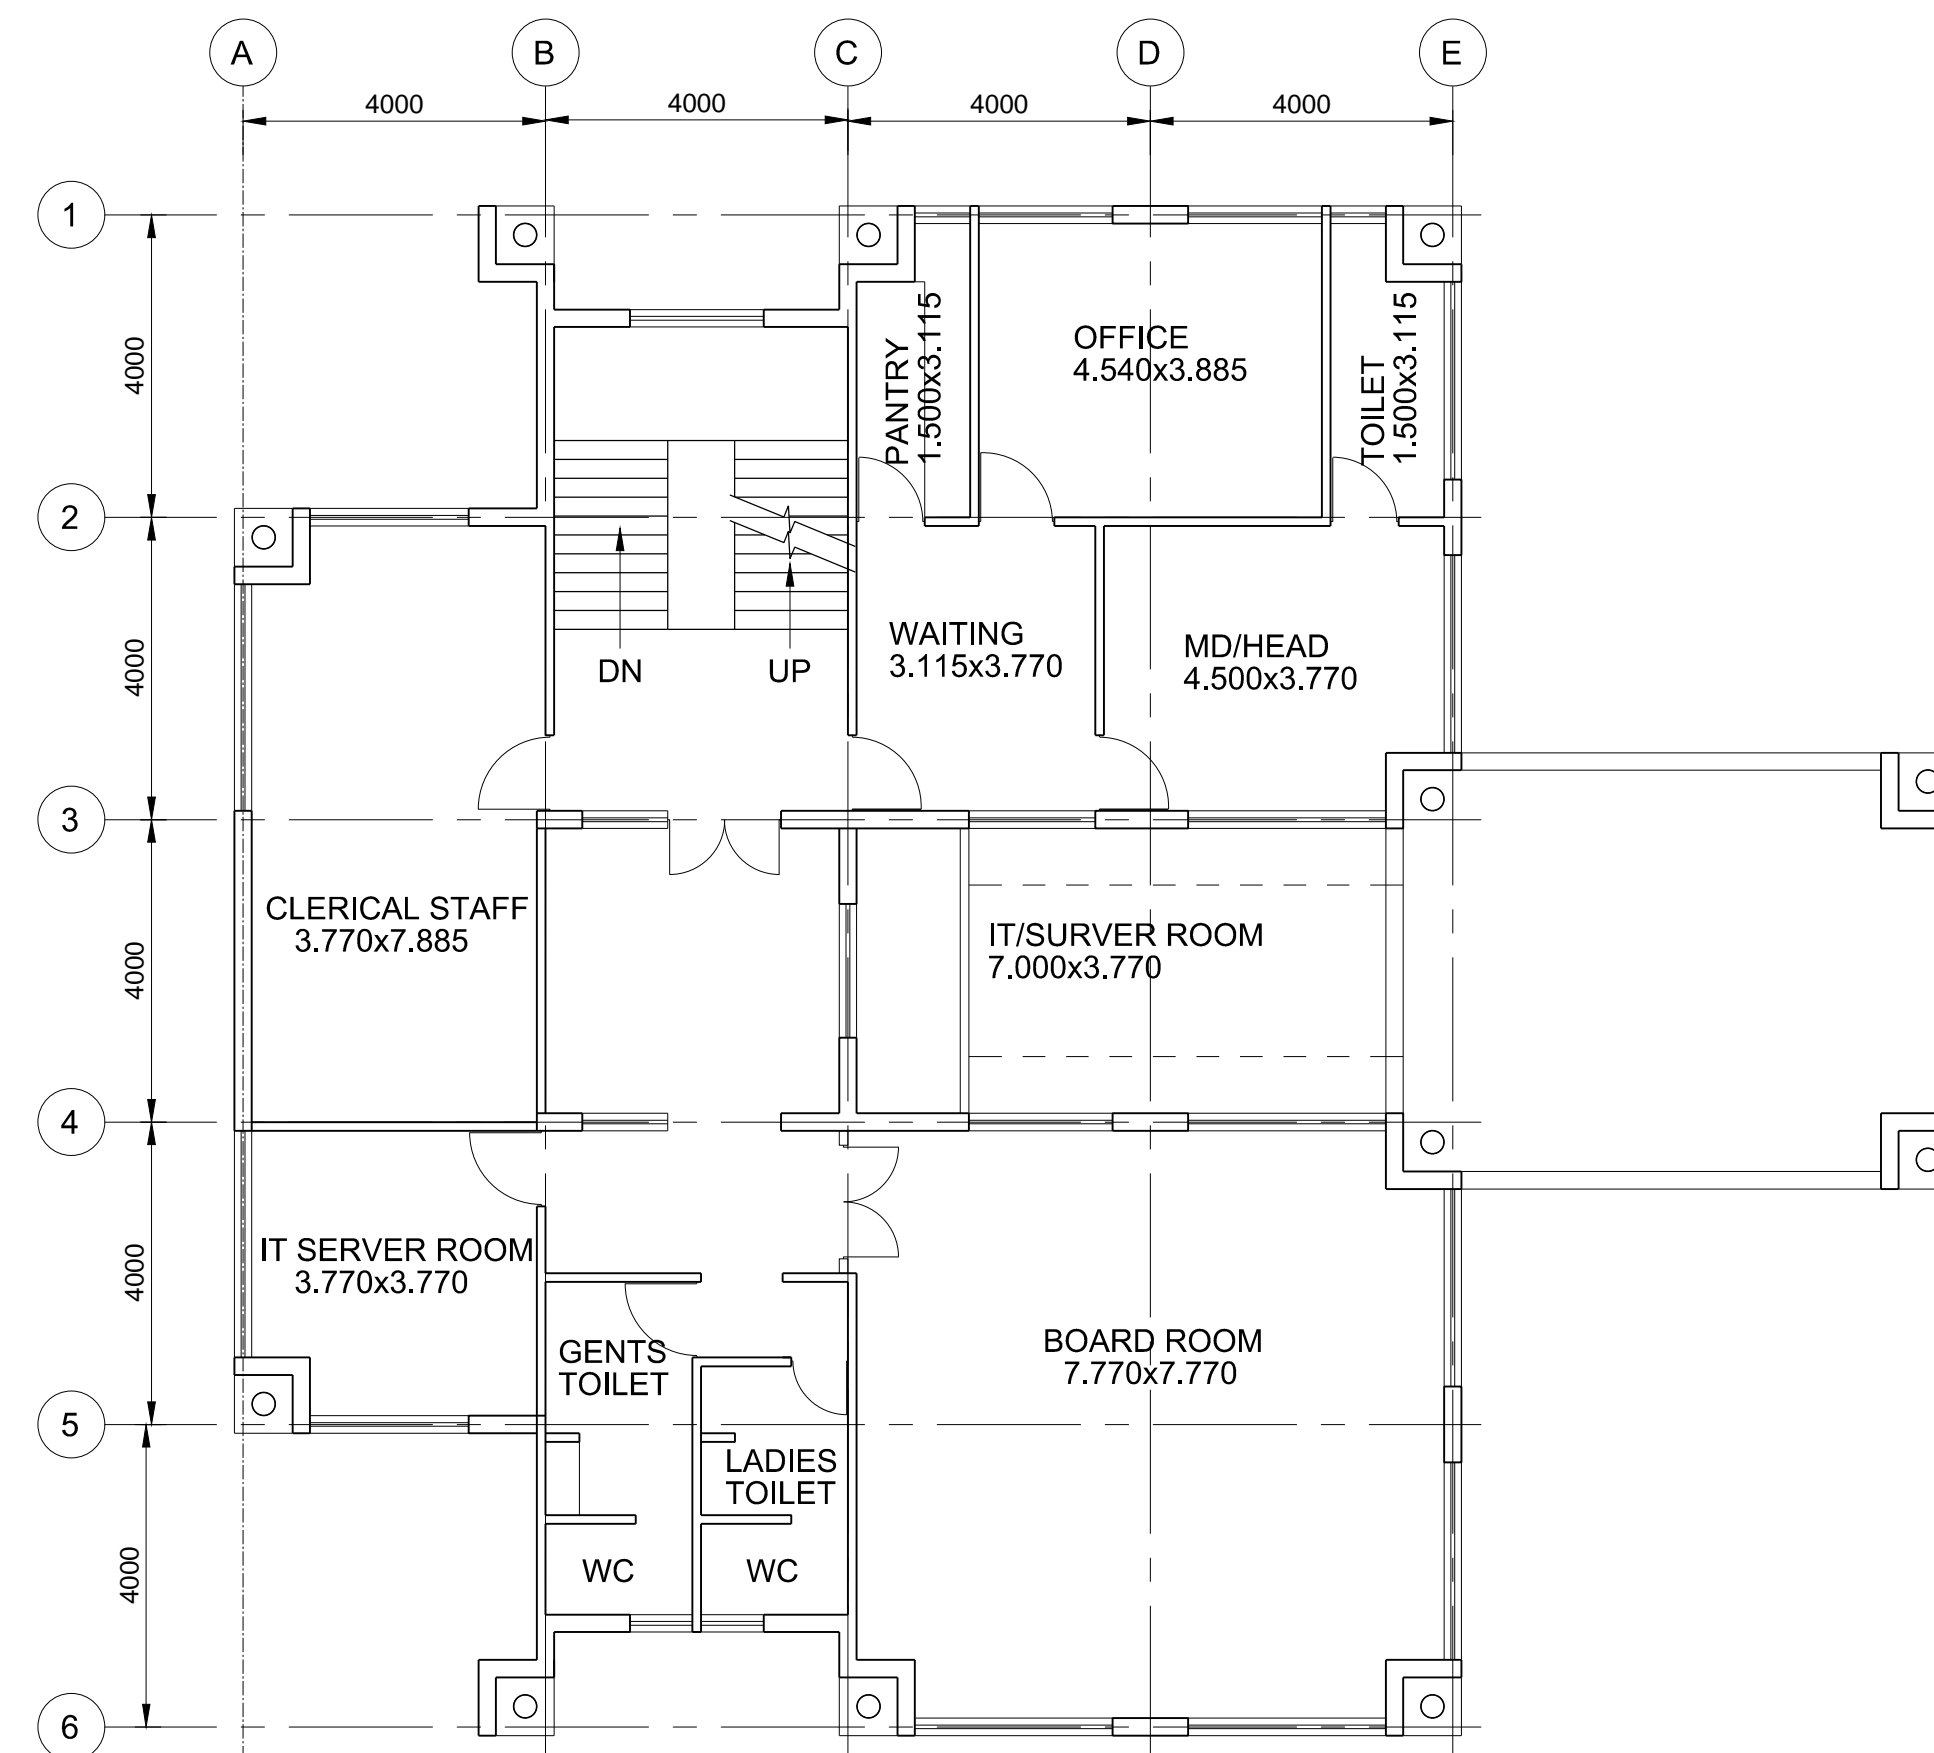 A B C D E
4000 4000 4000 4000
1
4000
PANTRY
1.500x3.115
OFFICE
4.540x3.885
TOILET
1.500x3.115
2
4000
DN
UP
WAITING
3.115x3.770
MD/HEAD
4.500x3.770
3
4000
CLERICAL STAFF
3.770x7.885
IT/SURVER ROOM
7.000x3.770
4
4000
IT SERVER ROOM
3.770x3.770
GENTS
TOILET
BOARD ROOM
7.770x7.770
5
4000
LADIES
TOILET
WC
WC
6